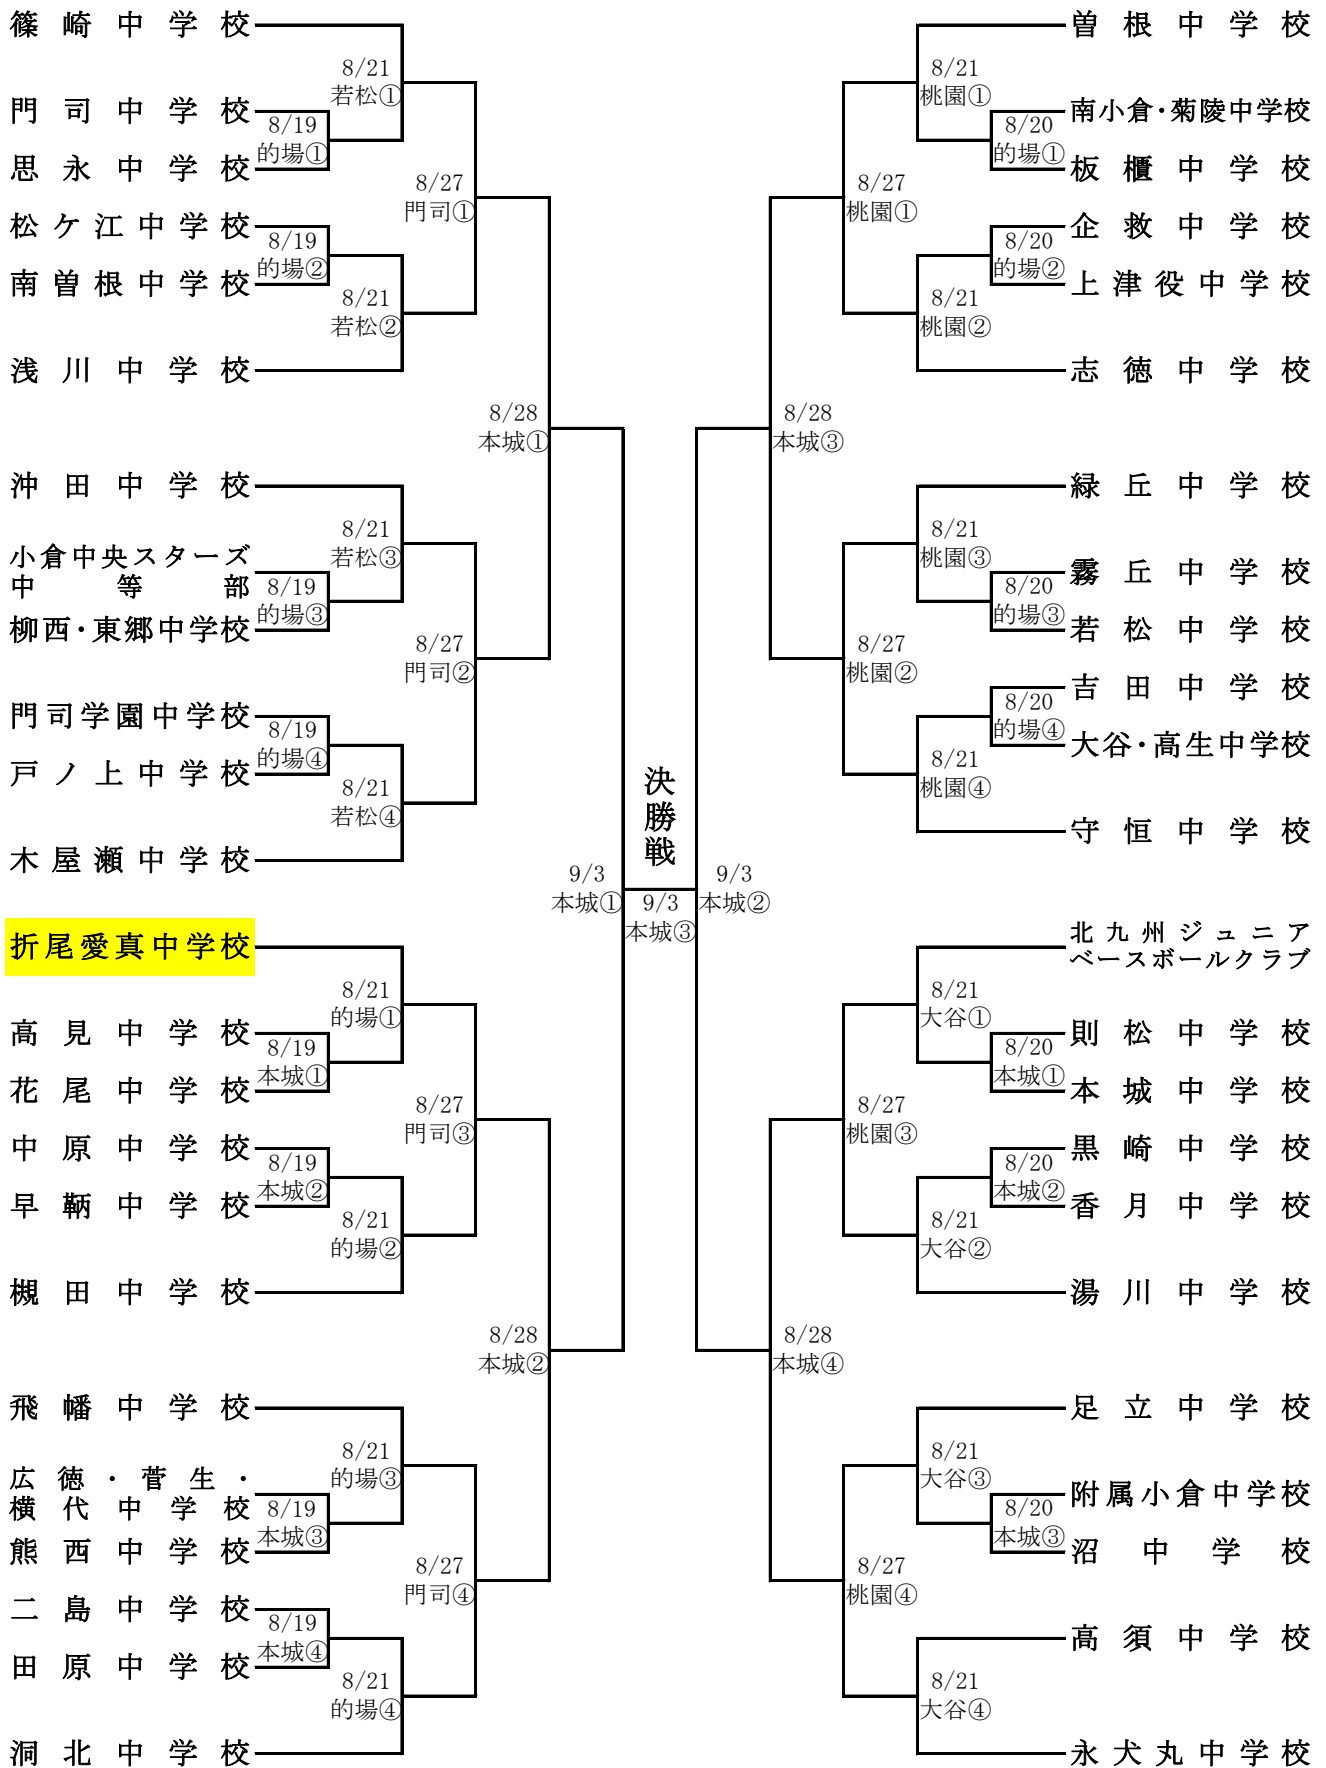 篠崎中学校
8/21
若松①
門司中学校
8/19
的場①
思永中学校
8/27
門司①
松ケ江中学校
8/19
的場②
南曽根中学校
8/21
若松②
浅川中学校
8/28
本城①
沖田中学校
8/21
若松③
小倉中央スターズ
中等部
8/19
的場③
柳西・東郷中学校
8/27
門司②
門司学園中学校
8/19
的場④
戸ノ上中学校
8/21
若松④
木屋瀬中学校
9/3
本城①
折尾愛真中学校
8/21
的場①
高見中学校
8/19
本城①
花尾中学校
8/27
門司③
中原中学校
8/19
本城②
早鞆中学校
8/21
的場②
槻田中学校
8/28
本城②
飛幡中学校
8/21
的場③
広徳・菅生・
横代中学校
8/19
本城③
熊西中学校
8/27
門司④
二島中学校
8/19
本城④
田原中学校
8/21
的場④
洞北中学校
決勝戦
9/3
本城③
曽根中学校
8/21
桃園①
南小倉・菊陵中学校
8/20
的場①
板櫃中学校
8/27
桃園①
企救中学校
8/20
的場②
上津役中学校
8/21
桃園②
志徳中学校
8/28
本城③
緑丘中学校
8/21
桃園③
霧丘中学校
8/20
的場③
若松中学校
8/27
桃園②
吉田中学校
8/20
的場④
大谷・高生中学校
8/21
桃園④
守恒中学校
9/3
本城②
北九州ジュニア
ベースボールクラブ
8/21
大谷①
則松中学校
8/20
本城①
本城中学校
8/27
桃園③
黒崎中学校
8/20
本城②
香月中学校
8/21
大谷②
湯川中学校
8/28
本城④
足立中学校
8/21
大谷③
附属小倉中学校
8/20
本城③
沼中学校
8/27
桃園④
高須中学校
8/21
大谷④
永犬丸中学校